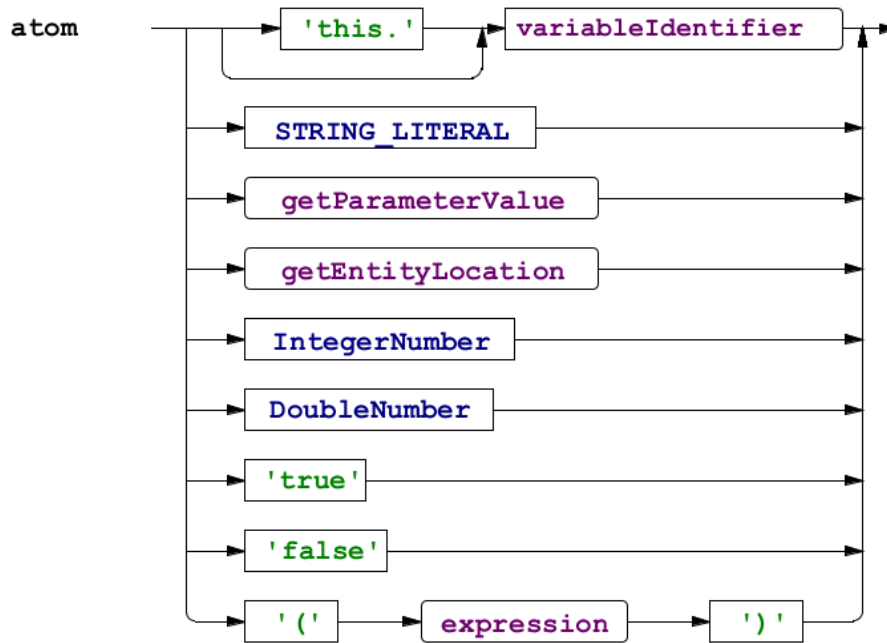 atom 'this.' variableIdentifier
STRING_LITERAL
getParameterValue
getEntityLocation
IntegerNumber
DoubleNumber
'true'
'false'
'(' expression ')'